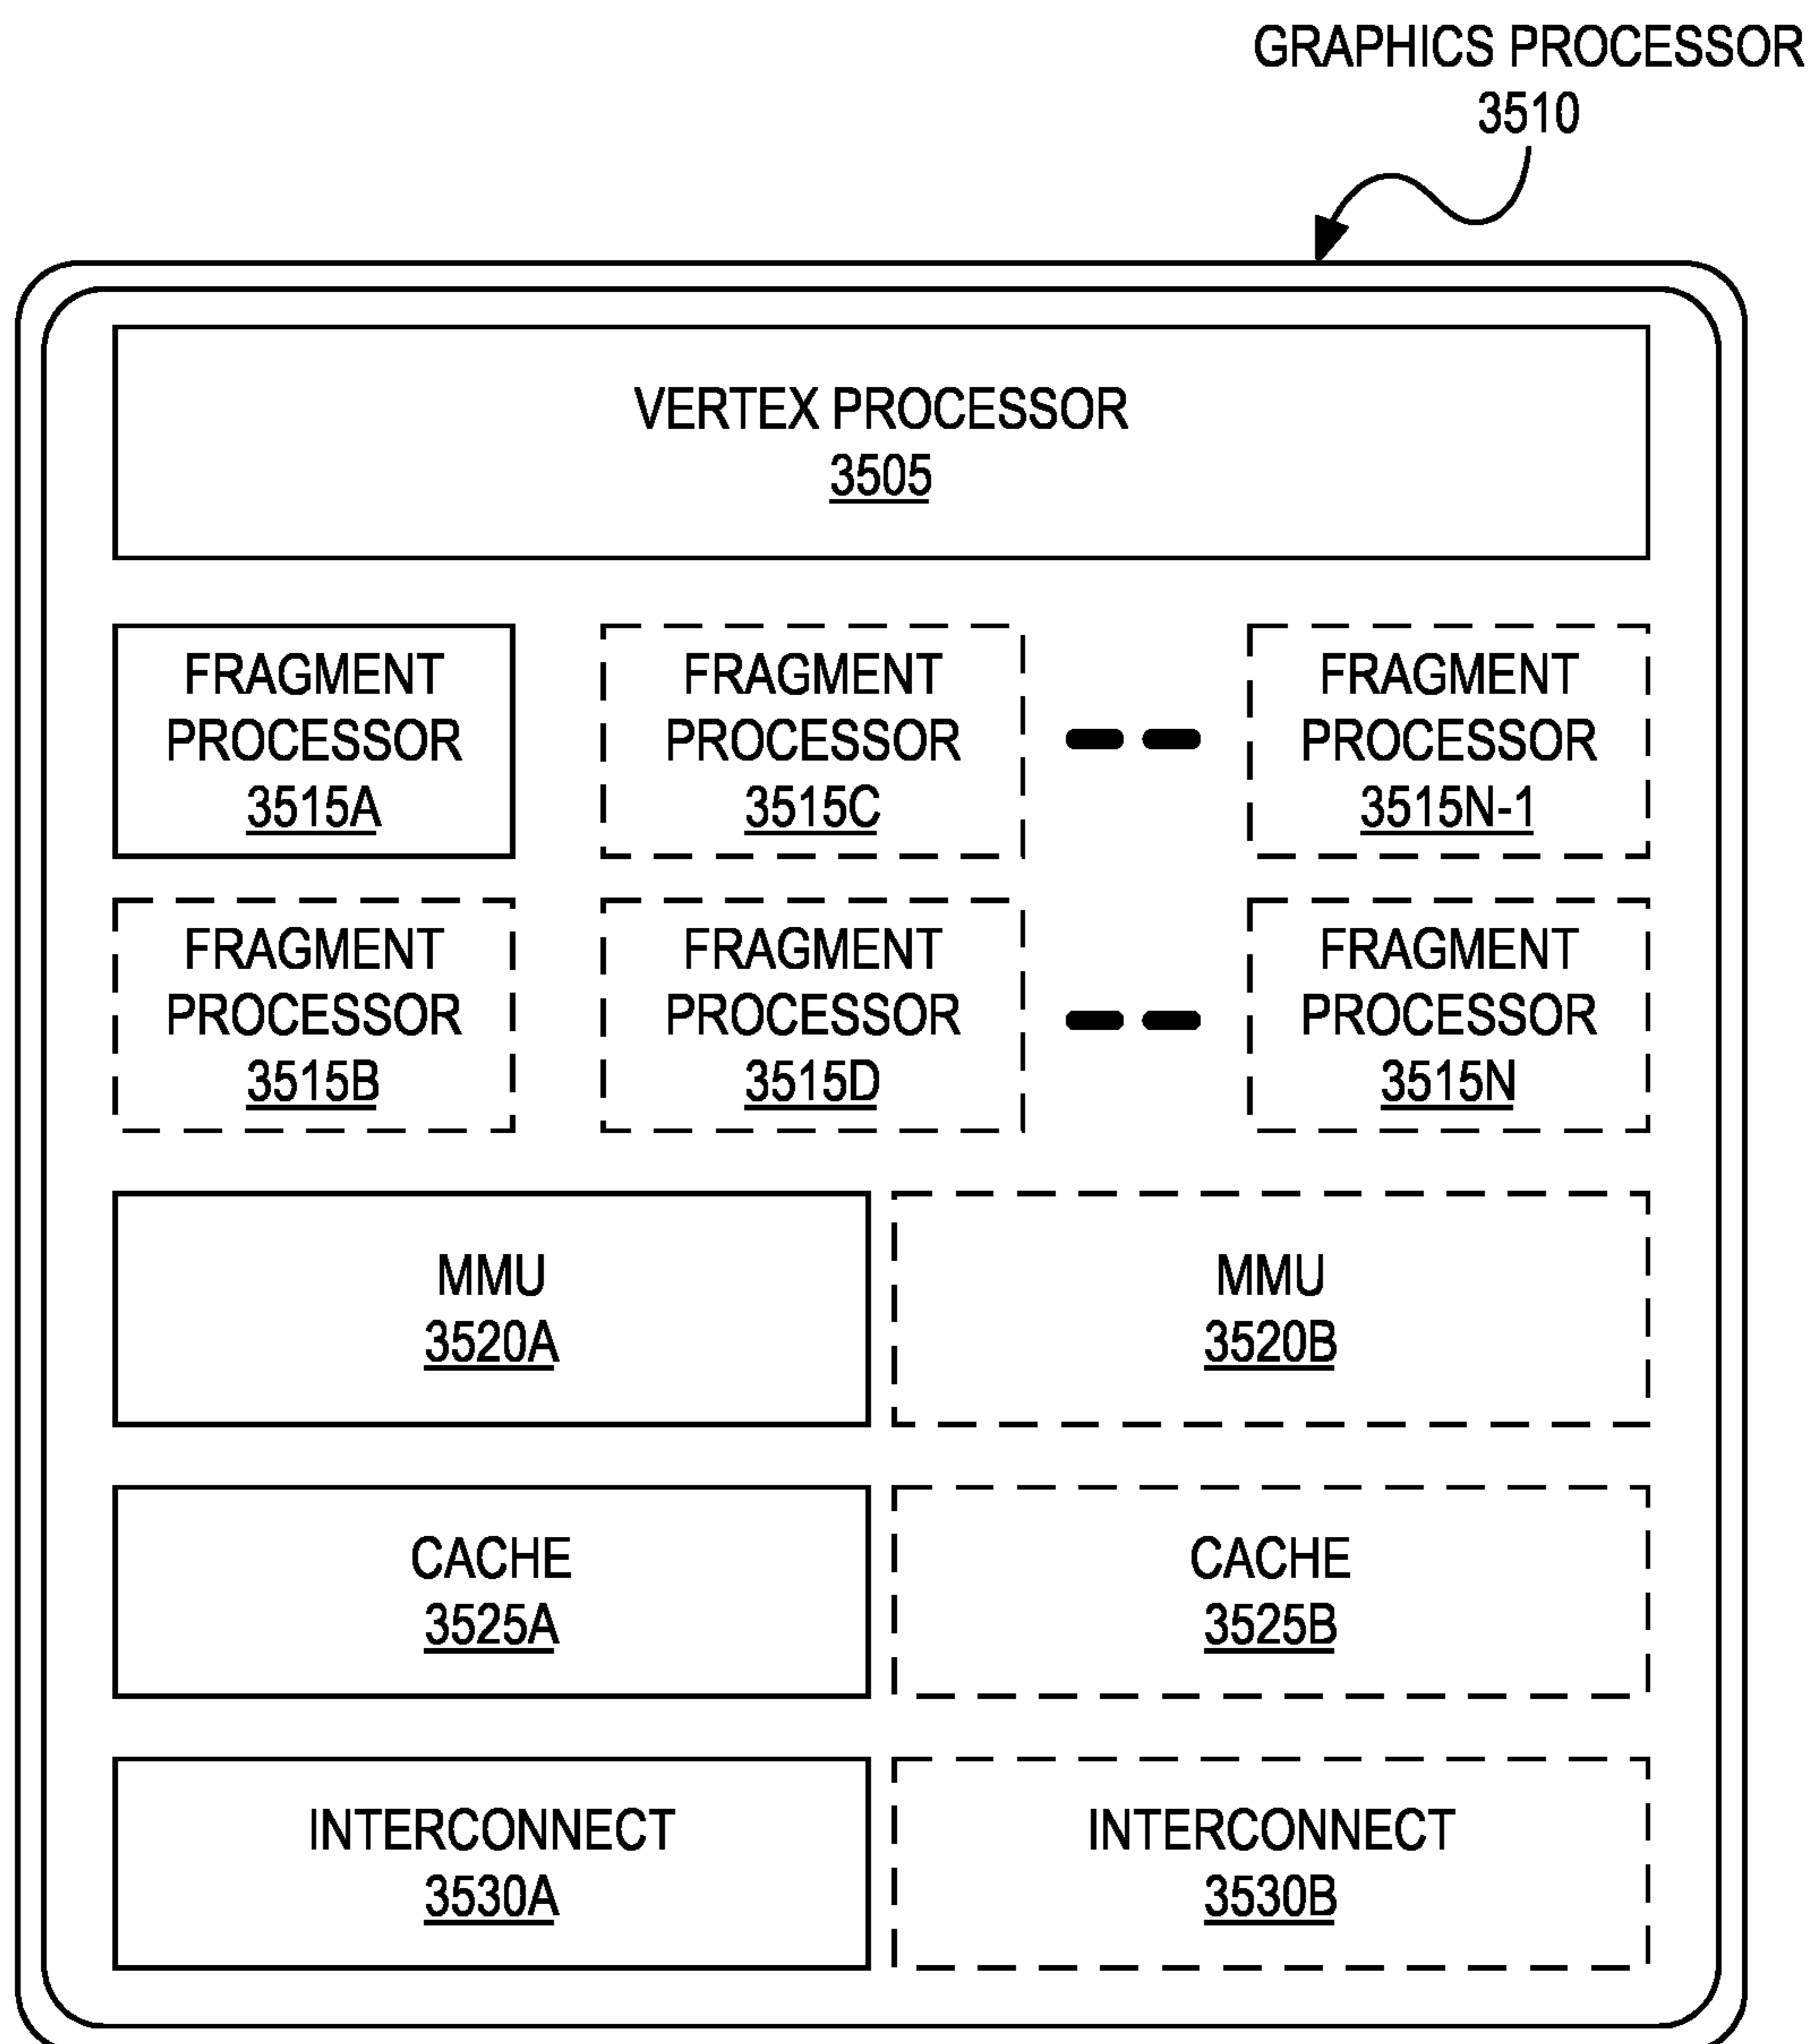 GRAPHICS PROCESSOR
3510
VERTEX PROCESSOR
3505
FRAGMENT
PROCESSOR
3515A
FRAGMENT
PROCESSOR
3515C
FRAGMENT
PROCESSOR
3515N-1
FRAGMENT
PROCESSOR
3515B
FRAGMENT
PROCESSOR
3515D
FRAGMENT
PROCESSOR
3515N
MMU
3520A
MMU
3520B
CACHE
3525A
CACHE
3525B
INTERCONNECT
3530A
INTERCONNECT
3530B